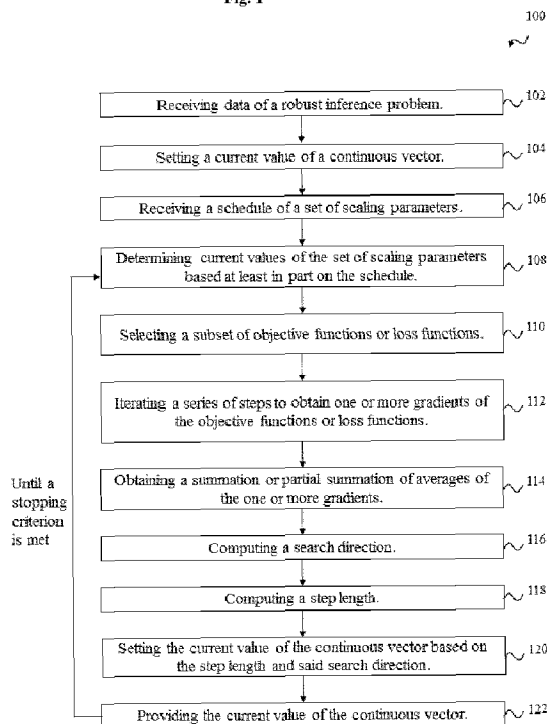 Fig. 1
100
Receiving data of a robust inference problem.
102
Setting a current value of a continuous vector.
104
Receiving a schedule of a set of scaling parameters.
106
Determining current values of the set of scaling parameters
based at least in part on the schedule.
108
Selecting a subset of objective functions or loss functions.
110
Iterating a series of steps to obtain one or more gradients of
the objective functions or loss functions.
112
Obtaining a summation or partial summation of averages of
the one or more gradients.
114
Until a
stopping
criterion
is met
Computing a search direction.
116
Computing a step length.
118
Setting the current value of the continuous vector based on
the step length and said search direction.
120
Providing the current value of the continuous vector.
122